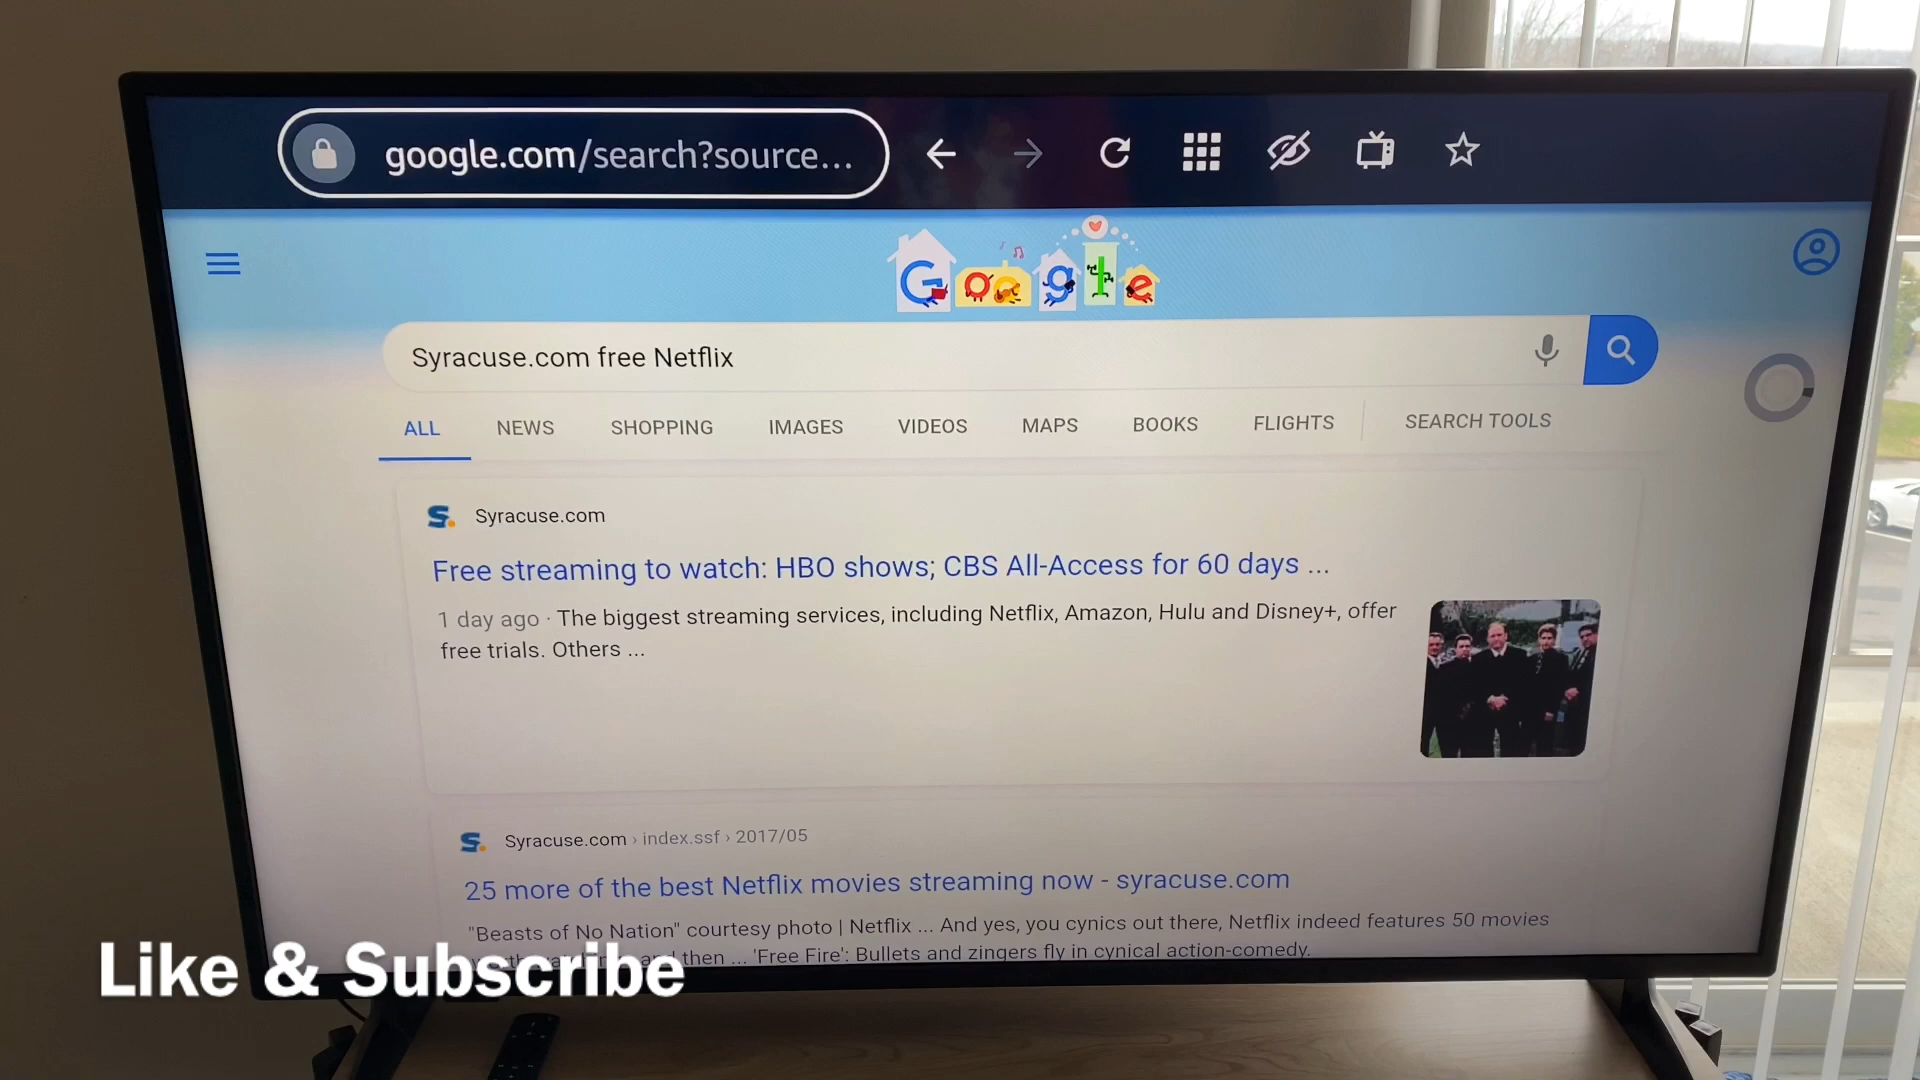 google.com/search?source...
Google
Syracuse.com free Netflix
ALL NEWS SHOPPING IMAGES VIDEOS MAPS BOOKS FLIGHTS SEARCH TOOLS
Syracuse.com
Free streaming to watch: HBO shows; CBS All-Access for 60 days ...
1 day ago · The biggest streaming services, including Netflix, Amazon, Hulu and Disney+, offer
free trials. Others ...
Syracuse.com › index.ssf › 2017/05
25 more of the best Netflix movies streaming now - syracuse.com
"Beasts of No Nation" courtesy photo | Netflix ... And yes, you cynics out there, Netflix indeed features 50 movies
then ... 'Free Fire': Bullets and zingers fly in cynical action-comedy.
Like & Subscribe